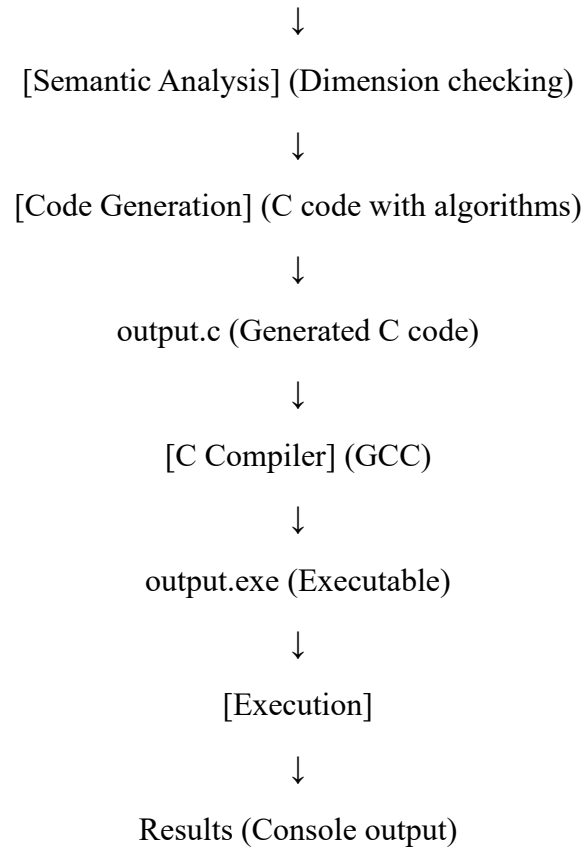 ↓
[Semantic Analysis] (Dimension checking)
↓
[Code Generation] (C code with algorithms)
↓
output.c (Generated C code)
↓
[C Compiler] (GCC)
↓
output.exe (Executable)
↓
[Execution]
↓
Results (Console output)